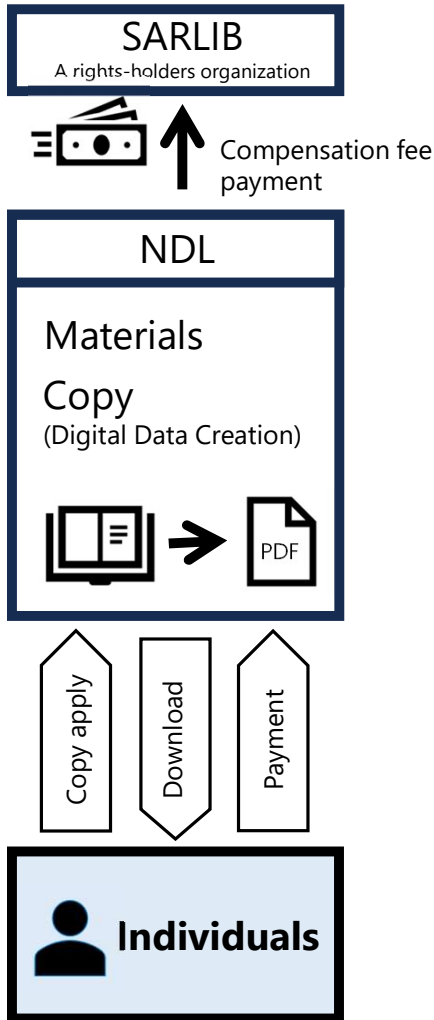 SARLIB
A rights-holders organization
Compensation fee
payment
NDL
Materials
Copy
(Digital Data Creation)
PDF
Copy apply
Download
Payment
Individuals